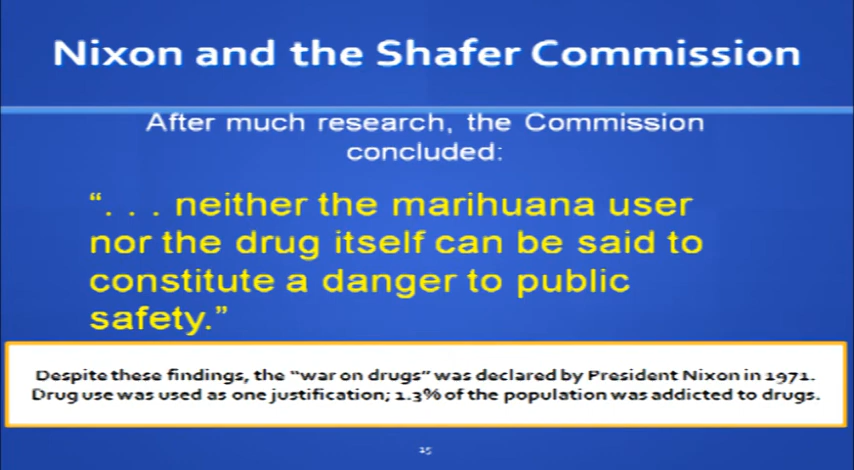 Nixon and the Shafer Commission
After much research, the Commission
concluded:
“. . . neither the marihuana user
nor the drug itself can be said to
constitute a danger to public
safety.”
Despite these findings, the “war on drugs” was declared by President Nixon in 1971.
Drug use was used as one justification; 1.3% of the population was addicted to drugs.
25